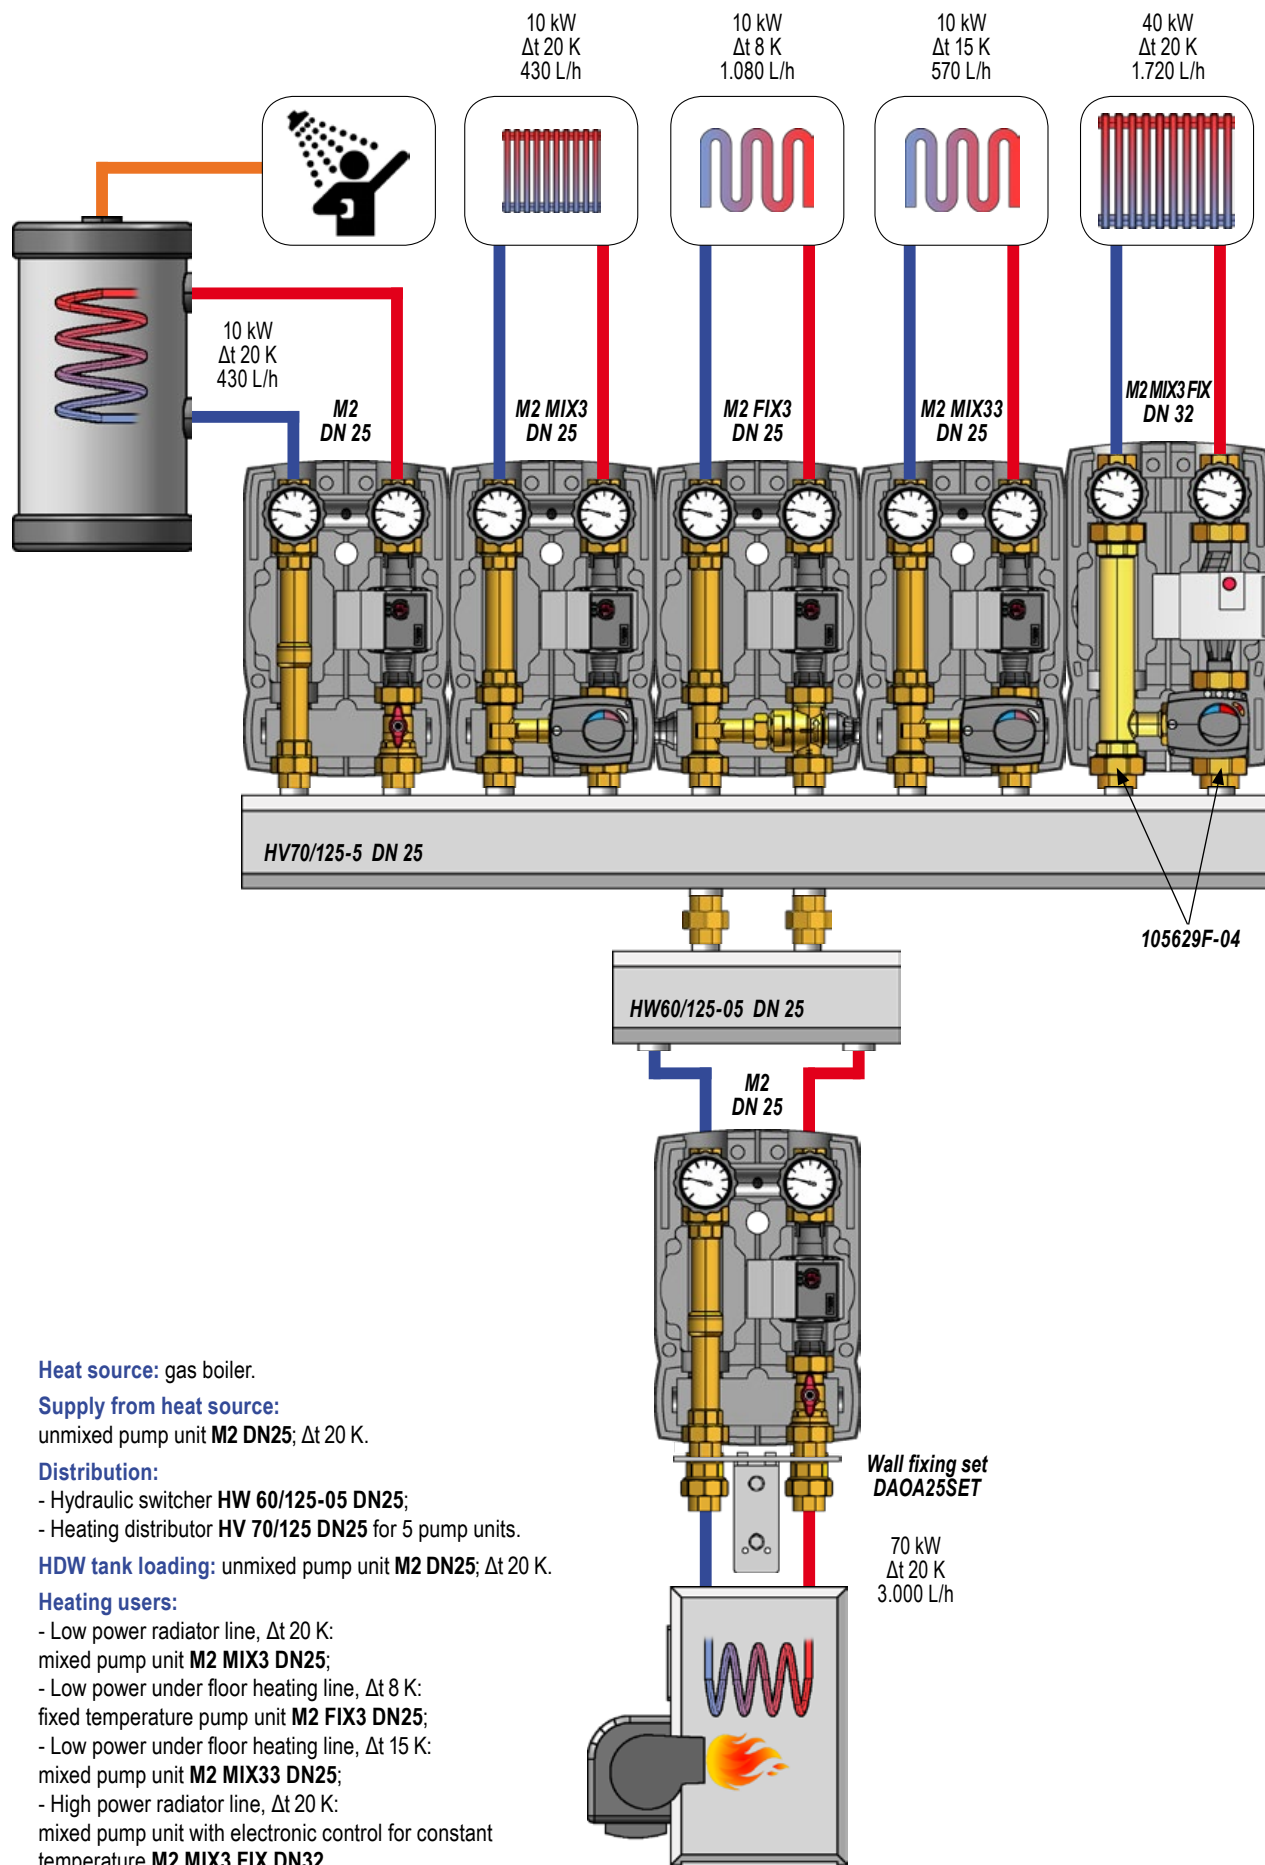 10 kW
Δt 20 K
430 L/h
10 kW
Δt 8 K
1.080 L/h
10 kW
Δt 15 K
570 L/h
40 kW
Δt 20 K
1.720 L/h
10 kW
Δt 20 K
430 L/h
M2
DN 25
M2 MIX3
DN 25
M2 FIX3
DN 25
M2 MIX33
DN 25
M2 MIX3 FIX
DN 32
HV70/125-5 DN 25
105629F-04
HW60/125-05 DN 25
M2
DN 25
Wall fixing set
DAOA25SET
70 kW
Δt 20 K
3.000 L/h
Heat source: gas boiler.
Supply from heat source:
unmixed pump unit M2 DN25; Δt 20 K.
Distribution:
- Hydraulic switcher HW 60/125-05 DN25;
- Heating distributor HV 70/125 DN25 for 5 pump units.
HDW tank loading: unmixed pump unit M2 DN25; Δt 20 K.
Heating users:
- Low power radiator line, Δt 20 K:
mixed pump unit M2 MIX3 DN25;
- Low power under floor heating line, Δt 8 K:
fixed temperature pump unit M2 FIX3 DN25;
- Low power under floor heating line, Δt 15 K:
mixed pump unit M2 MIX33 DN25;
- High power radiator line, Δt 20 K:
mixed pump unit with electronic control for constant
temperature M2 MIX3 FIX DN32